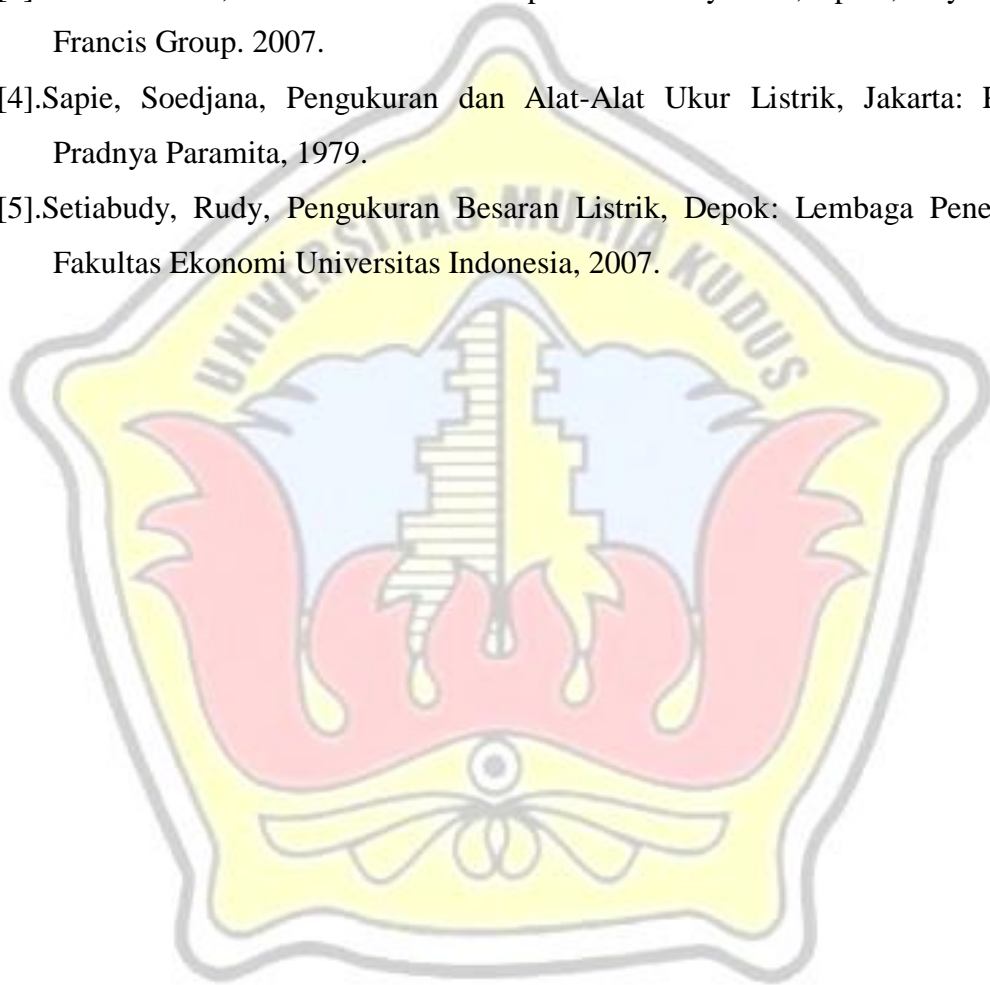 Francis Group. 2007.
[4].Sapie, Soedjana, Pengukuran dan Alat-Alat Ukur Listrik, Jakarta:
Pradnya Paramita, 1979.
[5].Setiabudy, Rudy, Pengukuran Besaran Listrik, Depok: Lembaga
Fakultas Ekonomi Universitas Indonesia, 2007.
UNIVERSITAS MURIA KUDUS